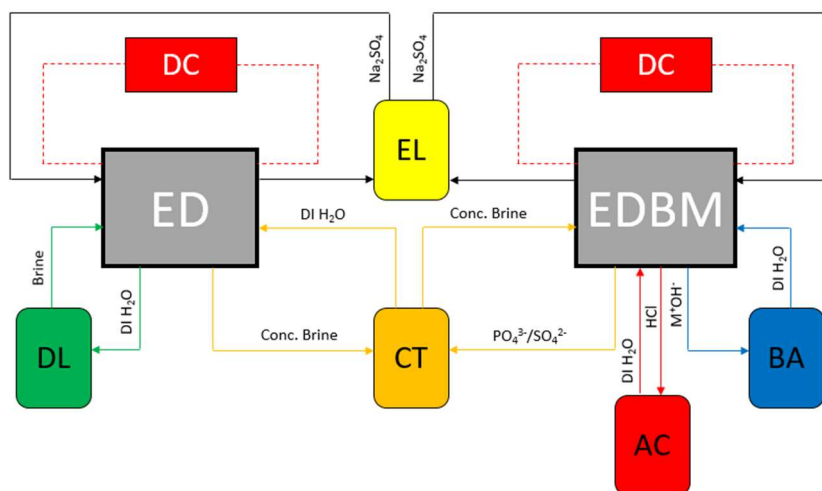 Na₂SO₄
Na₂SO₄
DC
DC
EL
ED
EDBM
DI H₂O
Conc. Brine
Brine
DI H₂O
DI H₂O
HCl
M⁺OH⁻
DI H₂O
Conc. Brine
PO₄³⁻/SO₄²⁻
DL
CT
BA
AC